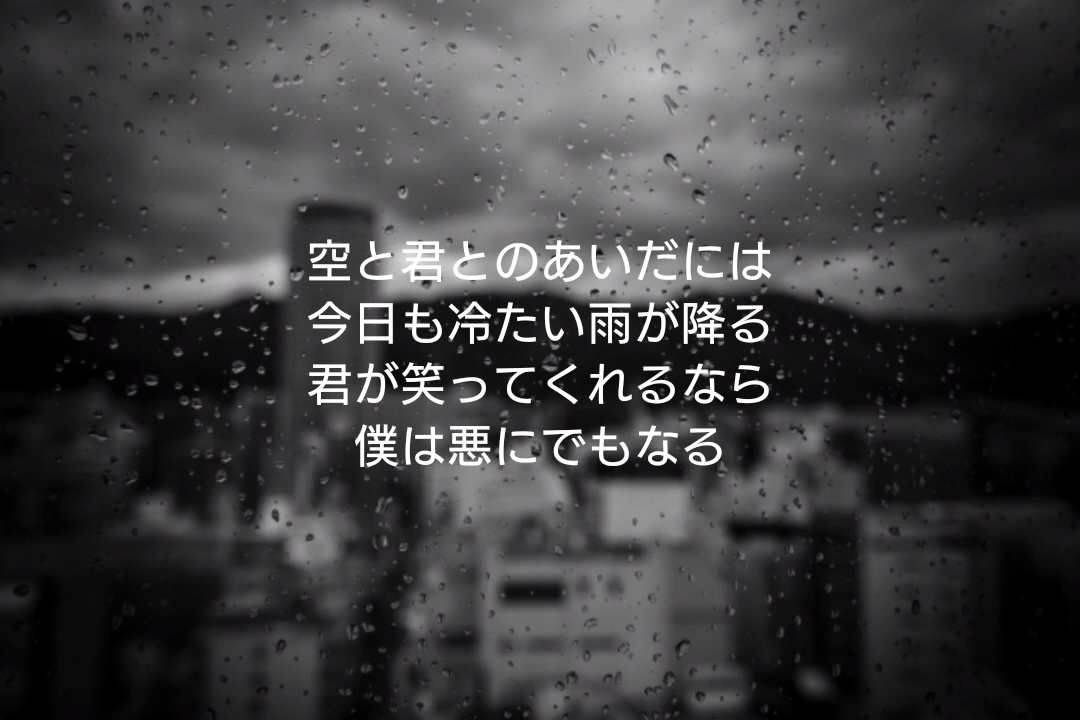 空と君とのあいだには
今日も冷たい雨が降る
君が笑ってくれるなら
僕は悪にでもなる